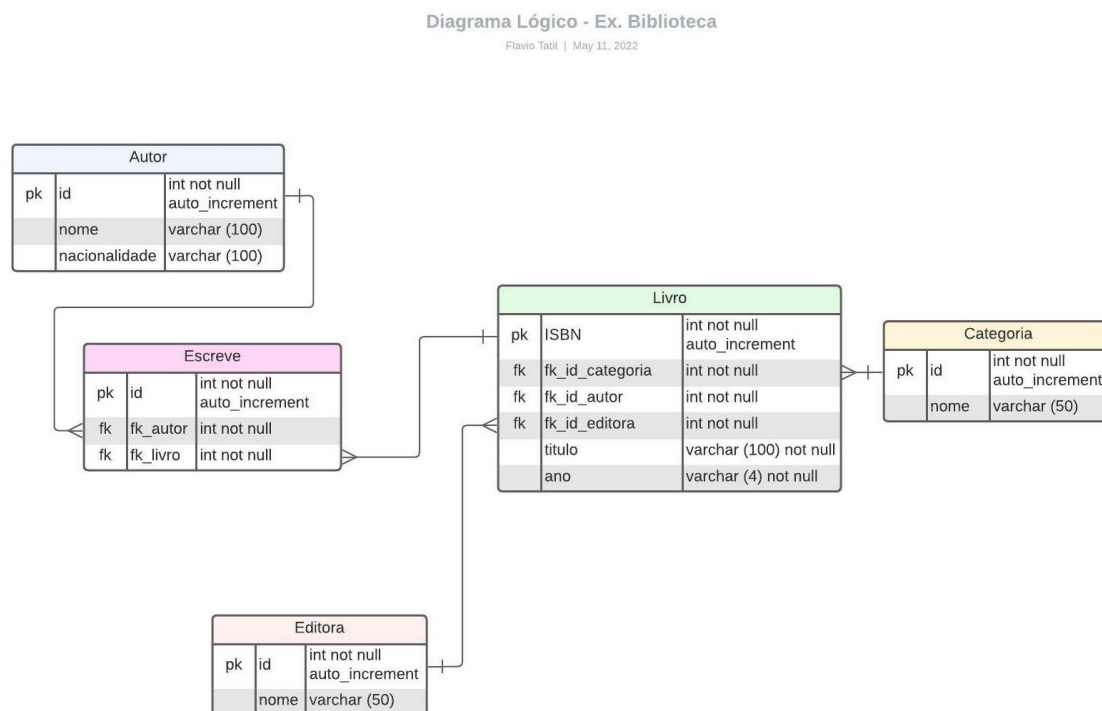 Diagrama Lógico - Ex. Biblioteca
Flavio Tatit | May 11, 2022
Autor
pk id int not null auto_increment
nome varchar (100)
nacionalidade varchar (100)
Escreve
pk id int not null auto_increment
fk fk_autor int not null
fk fk_livro int not null
Livro
pk ISBN int not null auto_increment
fk fk_id_categoria int not null
fk fk_id_autor int not null
fk fk_id_editora int not null
titulo varchar (100) not null
ano varchar (4) not null
Categoria
pk id int not null auto_increment
nome varchar (50)
Editora
pk id int not null auto_increment
nome varchar (50)